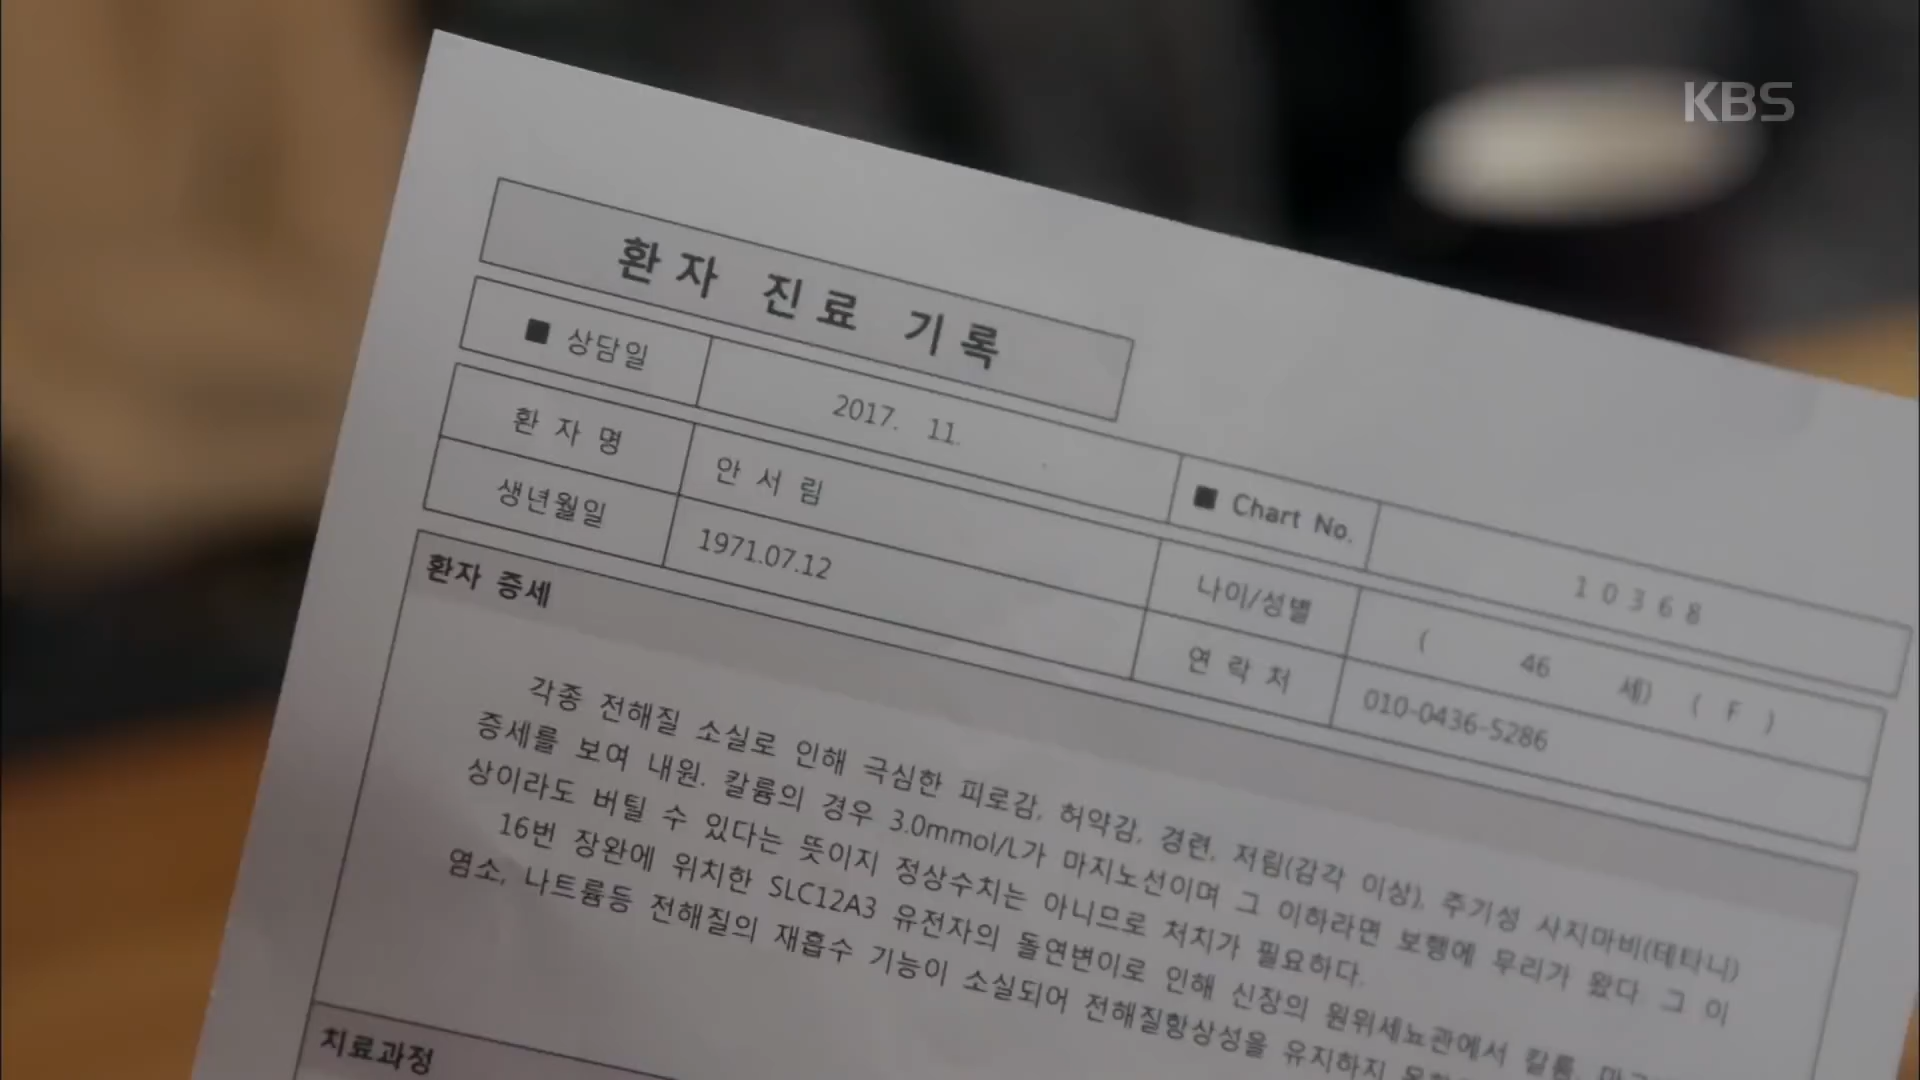 KBS
환자 진료 기록
■ 상담일 2017. 11. ■ Chart No. 10368
환자명 안서림 나이/성별 ( 46 세) ( F )
생년월일 1971.07.12 연락처 010-0436-5286
환자 증세
각종 전해질 소실로 인해 극심한 피로감, 허약감, 경련, 저림(감각 이상), 주기성 사지마비(테타니)
증세를 보여 내원. 칼륨의 경우 3.0mmol/L가 마지노선이며 그 이하라면 보행에 무리가 왔다. 그 이
상이라도 버틸 수 있다는 뜻이지 정상수치는 아니므로 처치가 필요하다.
16번 장완에 위치한 SLC12A3 유전자의 돌연변이로 인해 신장의 원위세뇨관에서 칼륨,
염소, 나트륨등 전해질의 재흡수 기능이 소실되어 전해질항상성을 유지하지
치료과정